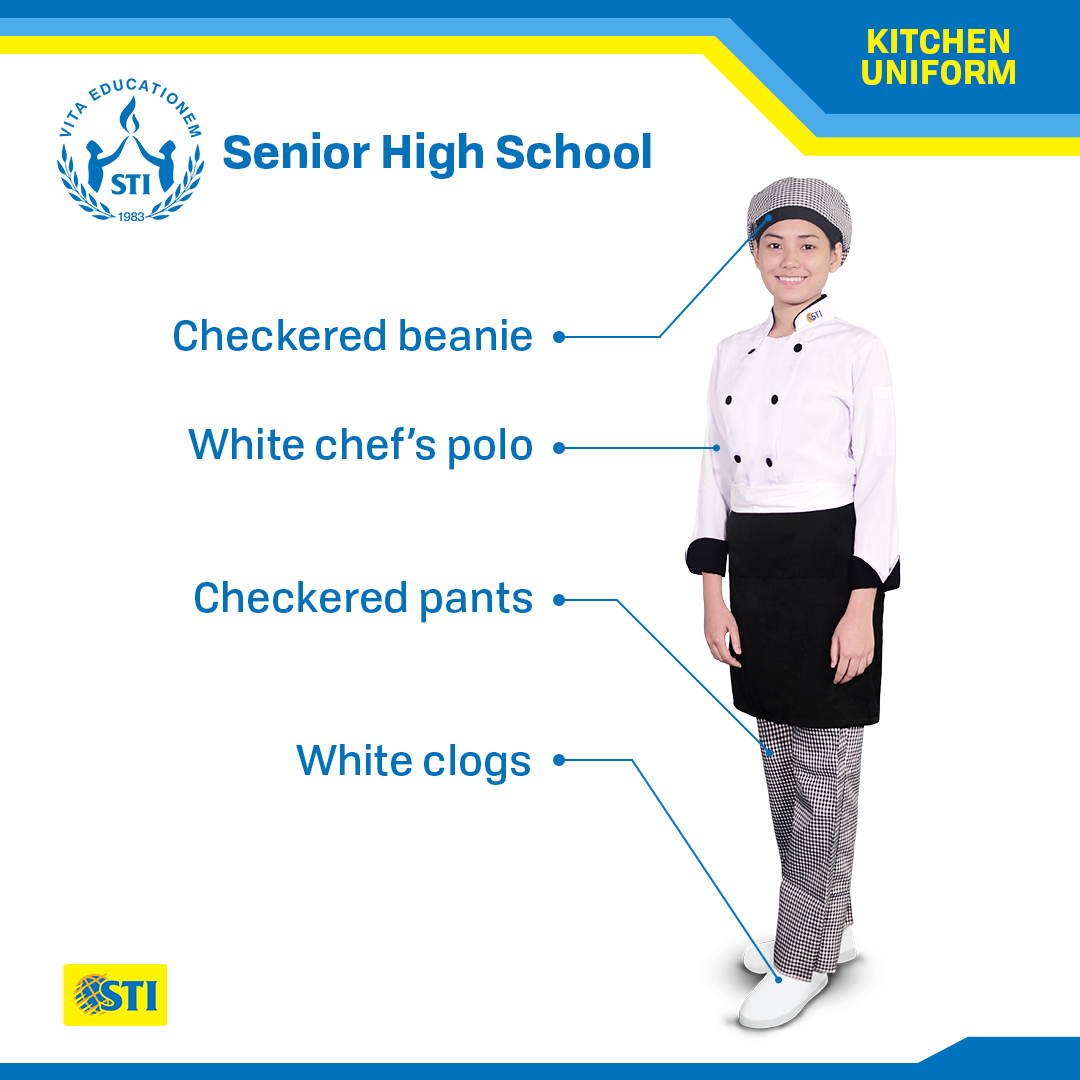 KITCHEN
UNIFORM
VITA EDUCATIONEM
STI
1983
Senior High School
STI
Checkered beanie
White chef’s polo
Checkered pants
White clogs
STI